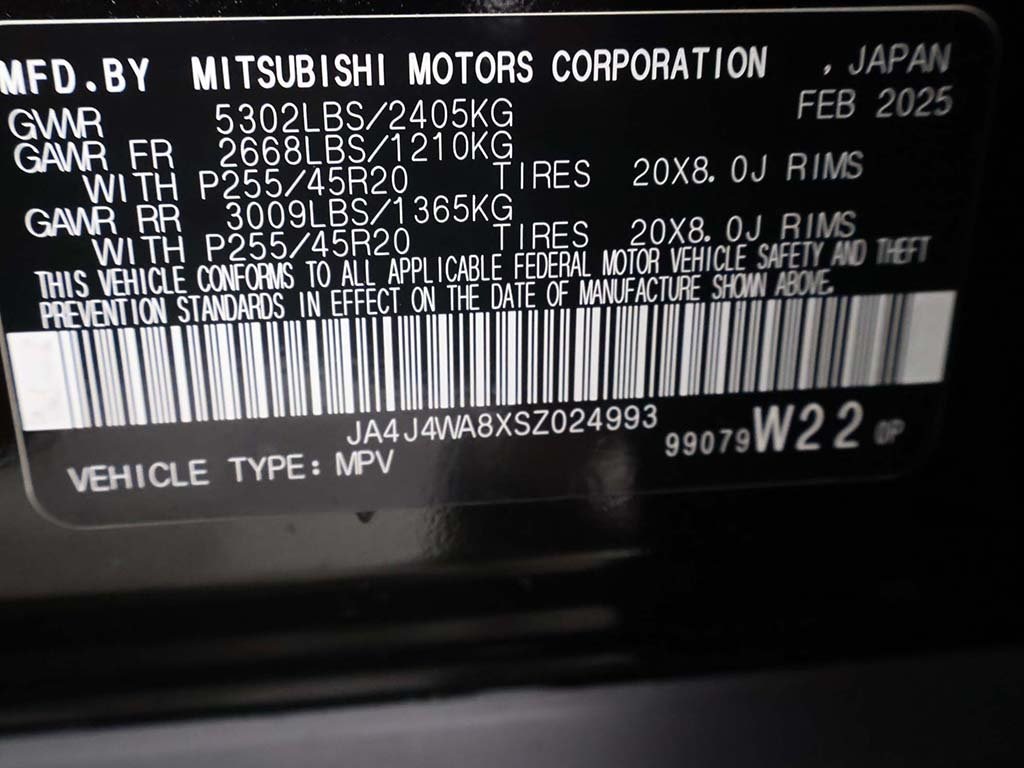 MFD.BY MITSUBISHI MOTORS CORPORATION , JAPAN
FEB 2025
GVWR 5302LBS/2405KG
GAWR FR 2668LBS/1210KG
WITH P255/45R20 TIRES 20X8.0J RIMS
GAWR RR 3009LBS/1365KG
WITH P255/45R20 TIRES 20X8.0J RIMS
THIS VEHICLE CONFORMS TO ALL APPLICABLE FEDERAL MOTOR VEHICLE SAFETY AND THEFT
PREVENTION STANDARDS IN EFFECT ON THE DATE OF MANUFACTURE SHOWN ABOVE.
JA4J4WA8XSZ024993
99079 W22 0P
VEHICLE TYPE: MPV